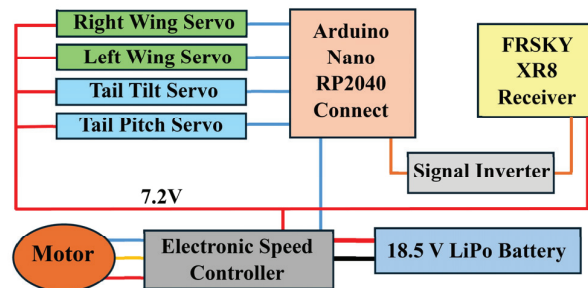 Right Wing Servo
Left Wing Servo
Tail Tilt Servo
Tail Pitch Servo
Arduino
Nano
RP2040
Connect
FRSKY
XR8
Receiver
Signal Inverter
7.2V
Motor
Electronic Speed
Controller
18.5 V LiPo Battery